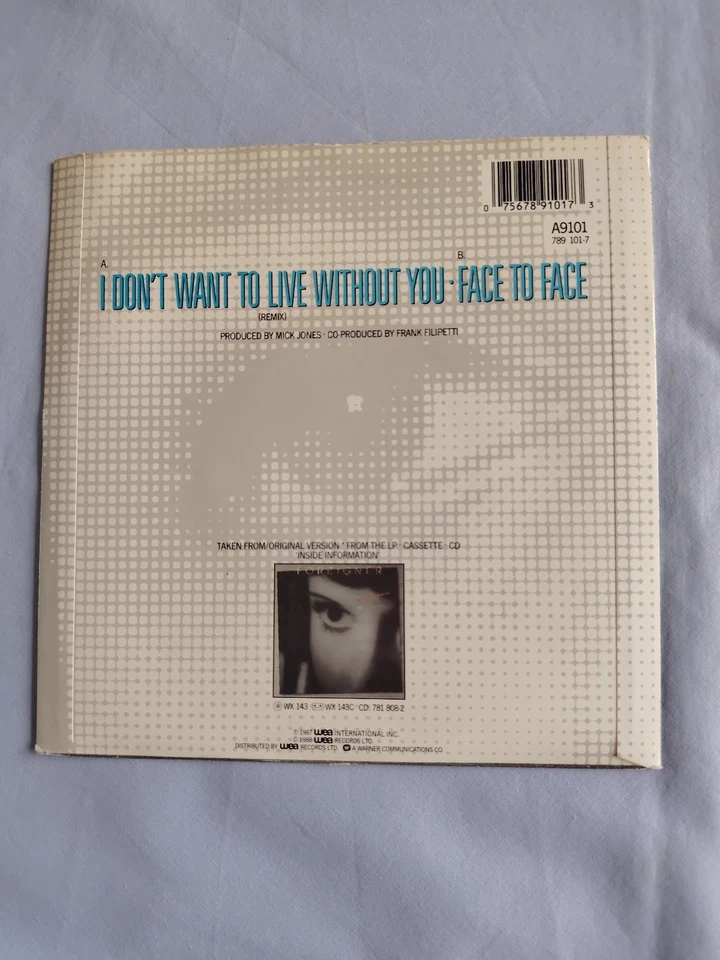 0 75678 91017 3
A9101
789 101-7
A. B.
I DON'T WANT TO LIVE WITHOUT YOU · FACE TO FACE
(REMIX)
PRODUCED BY MICK JONES · CO-PRODUCED BY FRANK FILIPETTI
TAKEN FROM/ORIGINAL VERSION * FROM THE LP · CASSETTE · CD
'INSIDE INFORMATION'
FOREIGNER
WX 143 WX 143C · CD: 781 808-2
℗ 1987 wea INTERNATIONAL INC.
© 1988 wea RECORDS LTD.
DISTRIBUTED BY wea RECORDS LTD. A WARNER COMMUNICATIONS CO.